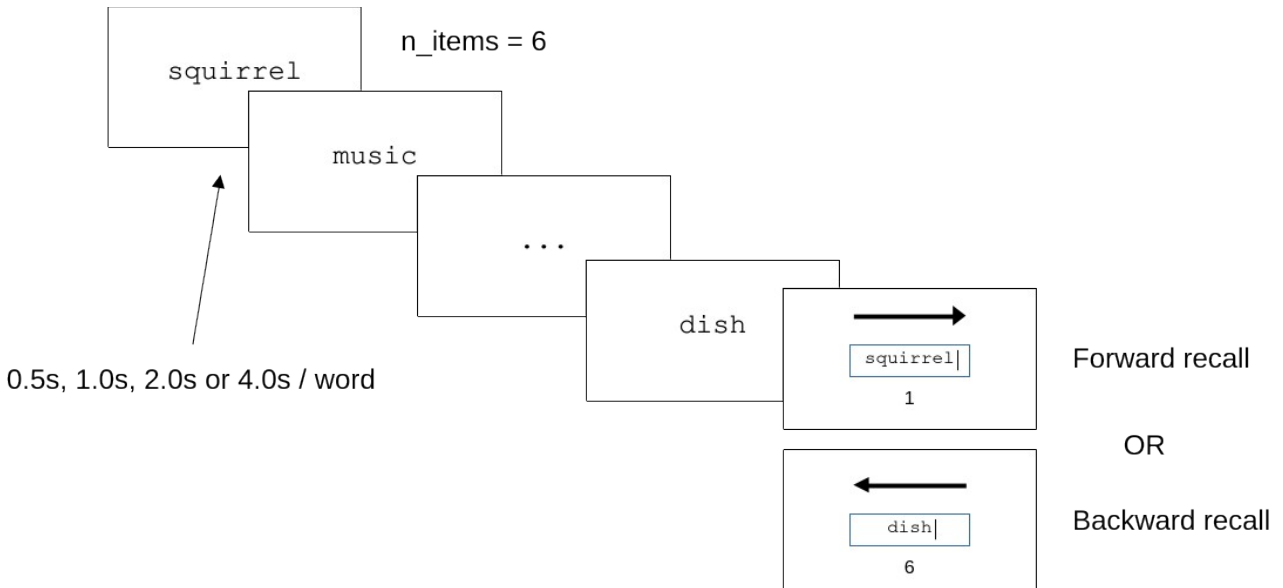 n_items = 6
squirrel
music
...
dish
0.5s, 1.0s, 2.0s or 4.0s / word
squirrel
1
Forward recall
OR
dish
6
Backward recall